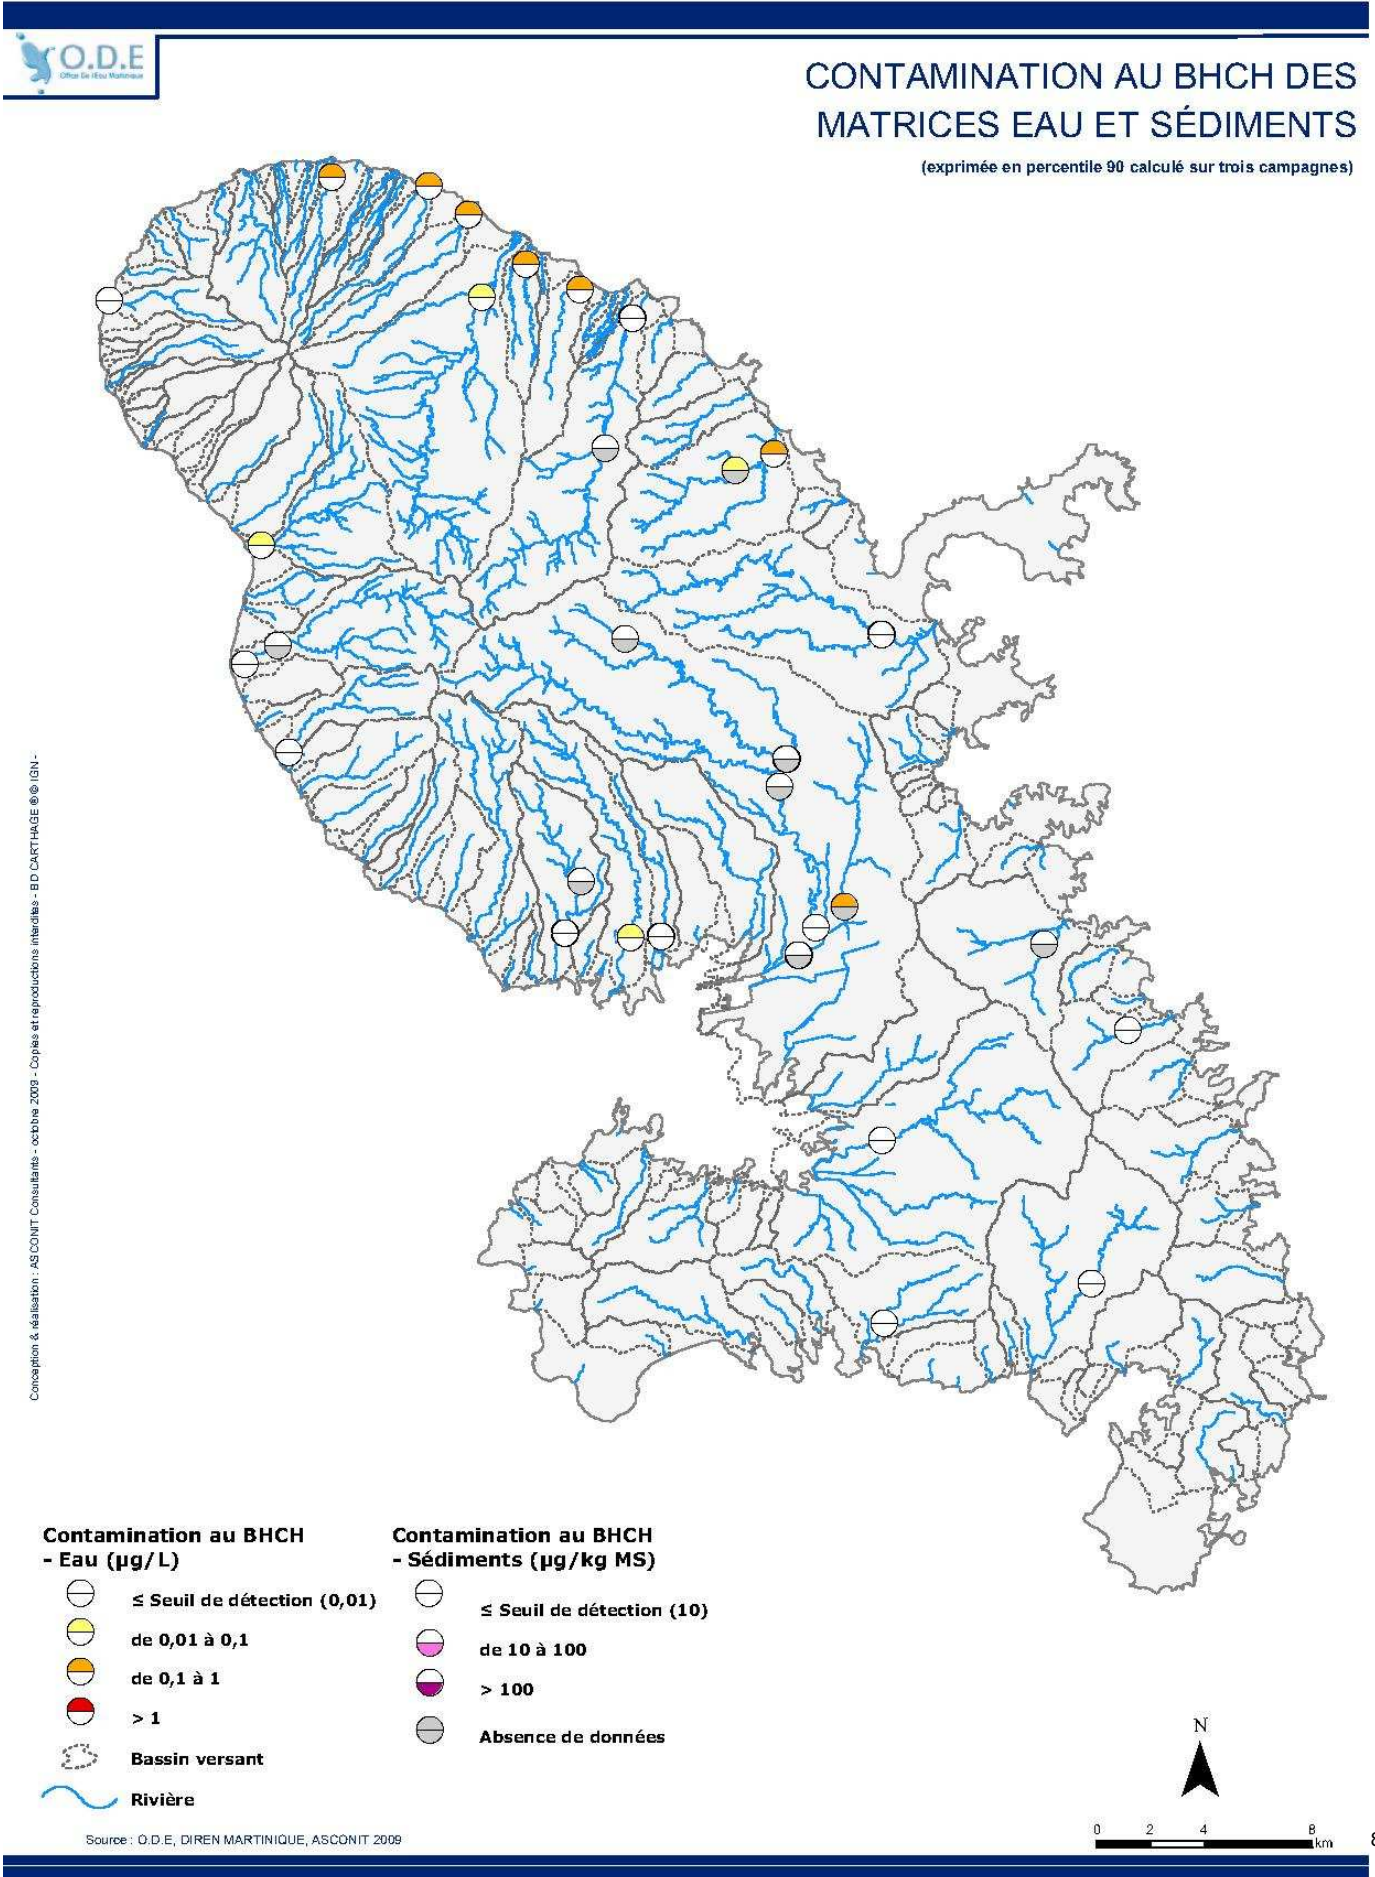 O.D.E
Office De l'Eau Martinique
CONTAMINATION AU BHCH DES
MATRICES EAU ET SÉDIMENTS
(exprimée en percentile 90 calculé sur trois campagnes)
Conception & réalisation : ASCONIT Consultants - octobre 2009 - Copies et reproductions interdites - BD CARTHAGE ® © IGN -
Contamination au BHCH
- Eau (µg/L)
≤ Seuil de détection (0,01)
de 0,01 à 0,1
de 0,1 à 1
> 1
Bassin versant
Rivière
Contamination au BHCH
- Sédiments (µg/kg MS)
≤ Seuil de détection (10)
de 10 à 100
> 100
Absence de données
N
0 2 4 8
km
Source : O.D.E, DIREN MARTINIQUE, ASCONIT 2009